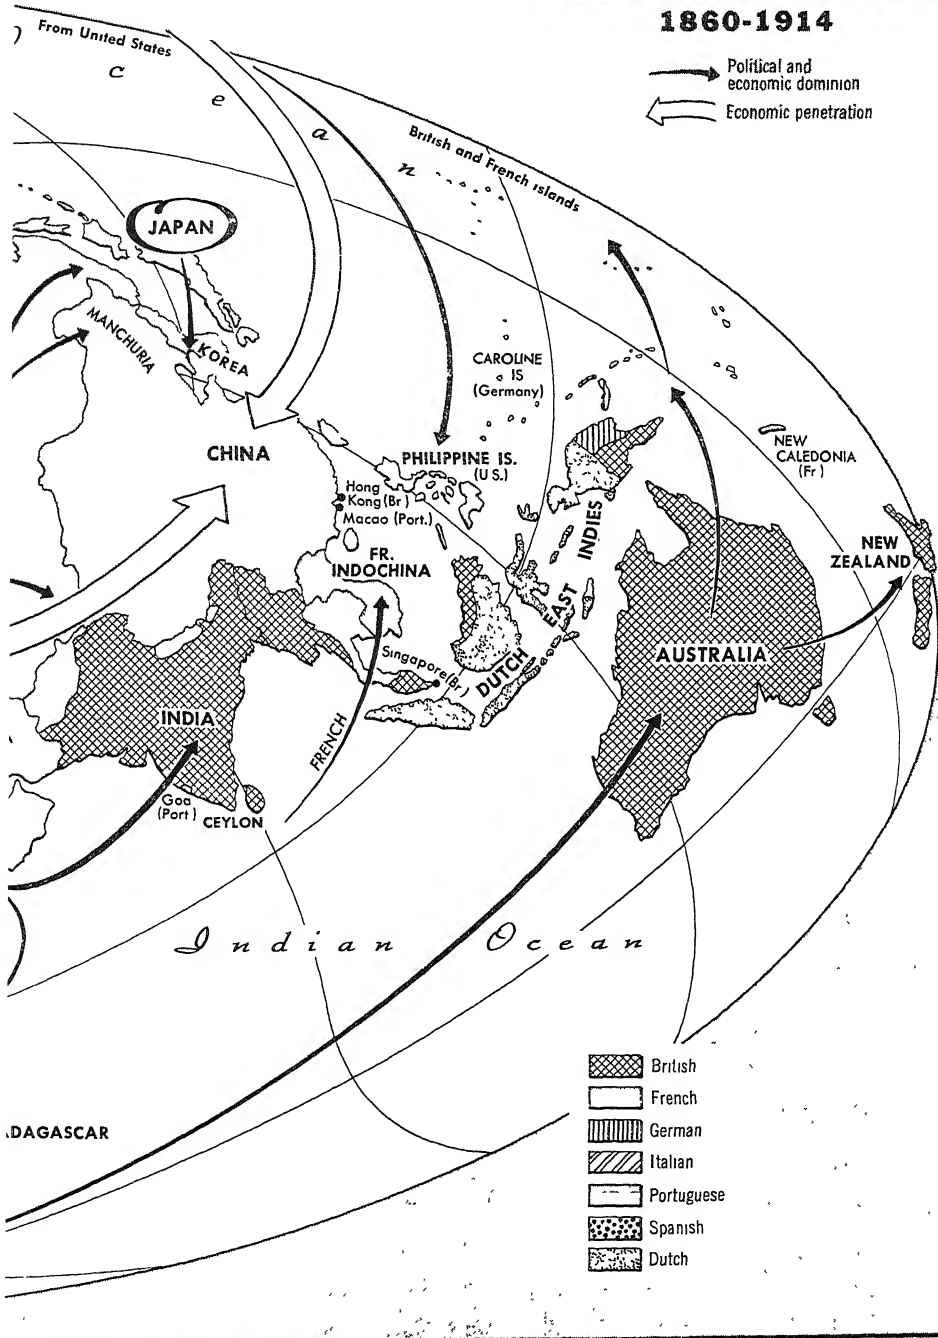 1860-1914
Political and
economic dominion
Economic penetration
From United States
c e a n
British and French islands
JAPAN
MANCHURIA
KOREA
CAROLINE
IS
(Germany)
CHINA
PHILIPPINE IS.
(U S.)
NEW
CALEDONIA
(Fr)
Hong
Kong (Br)
Macao (Port.)
FR.
INDOCHINA
NEW
ZEALAND
DUTCH EAST INDIES
AUSTRALIA
Singapore (Br)
INDIA
FRENCH
Goa
(Port)
CEYLON
Indian Ocean
ADAGASCAR
British
French
German
Italian
Portuguese
Spanish
Dutch